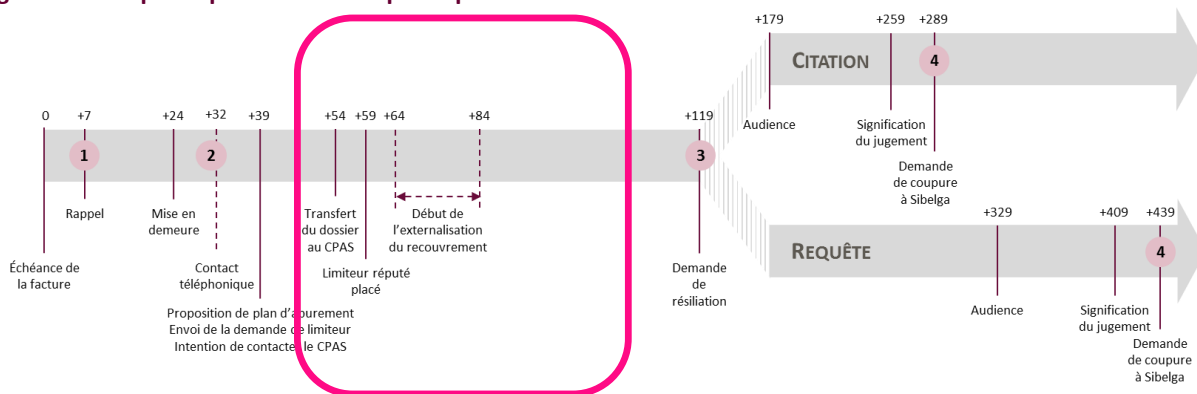 +179
+259
+289
CITATION
4
0
+7
+24
+32
+39
+54
+59
+64
+84
+119
1
2
3
Audience
Signification
du jugement
Demande
de coupure
à Sibelga
Rappel
Mise en
demeure
Transfert
du dossier
au CPAS
Début de
l'externalisation
du recouvrement
Échéance de
la facture
Contact
téléphonique
Limiteur réputé
placé
Demande
de
résiliation
Proposition de plan d'apurement
Envoi de la demande de limiteur
Intention de contacter le CPAS
+329
+409
+439
REQUÊTE
4
Audience
Signification
du jugement
Demande
de coupure
à Sibelga